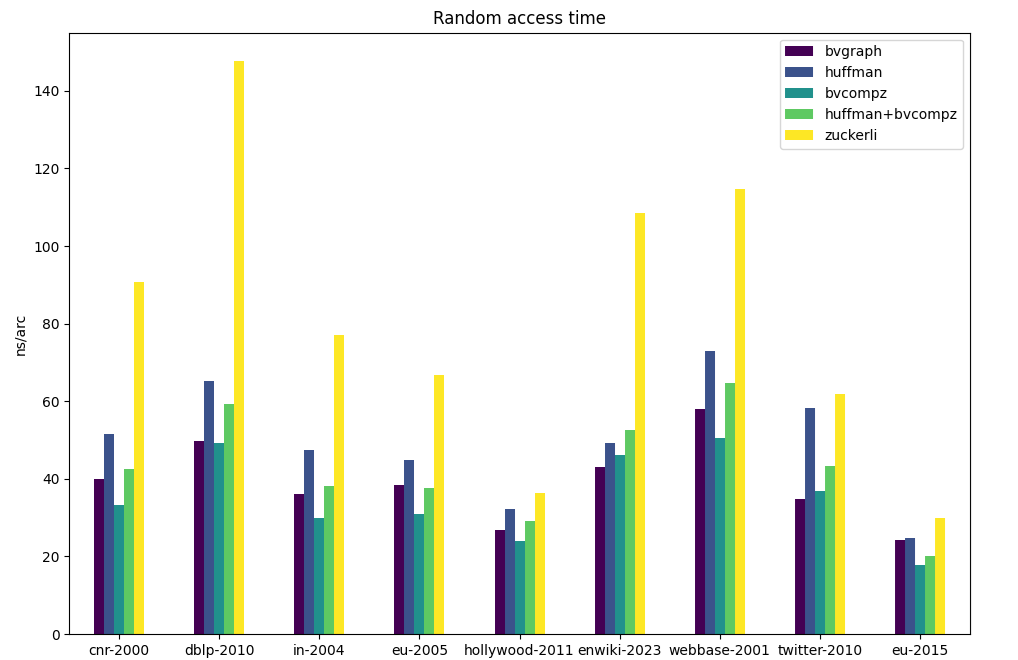 Random access time
bvgraph
huffman
bvcompz
huffman+bvcompz
zuckerli
140
120
100
80
60
40
20
0
ns/arc
cnr-2000 dblp-2010 in-2004 eu-2005 hollywood-2011 enwiki-2023 webbase-2001 twitter-2010 eu-2015